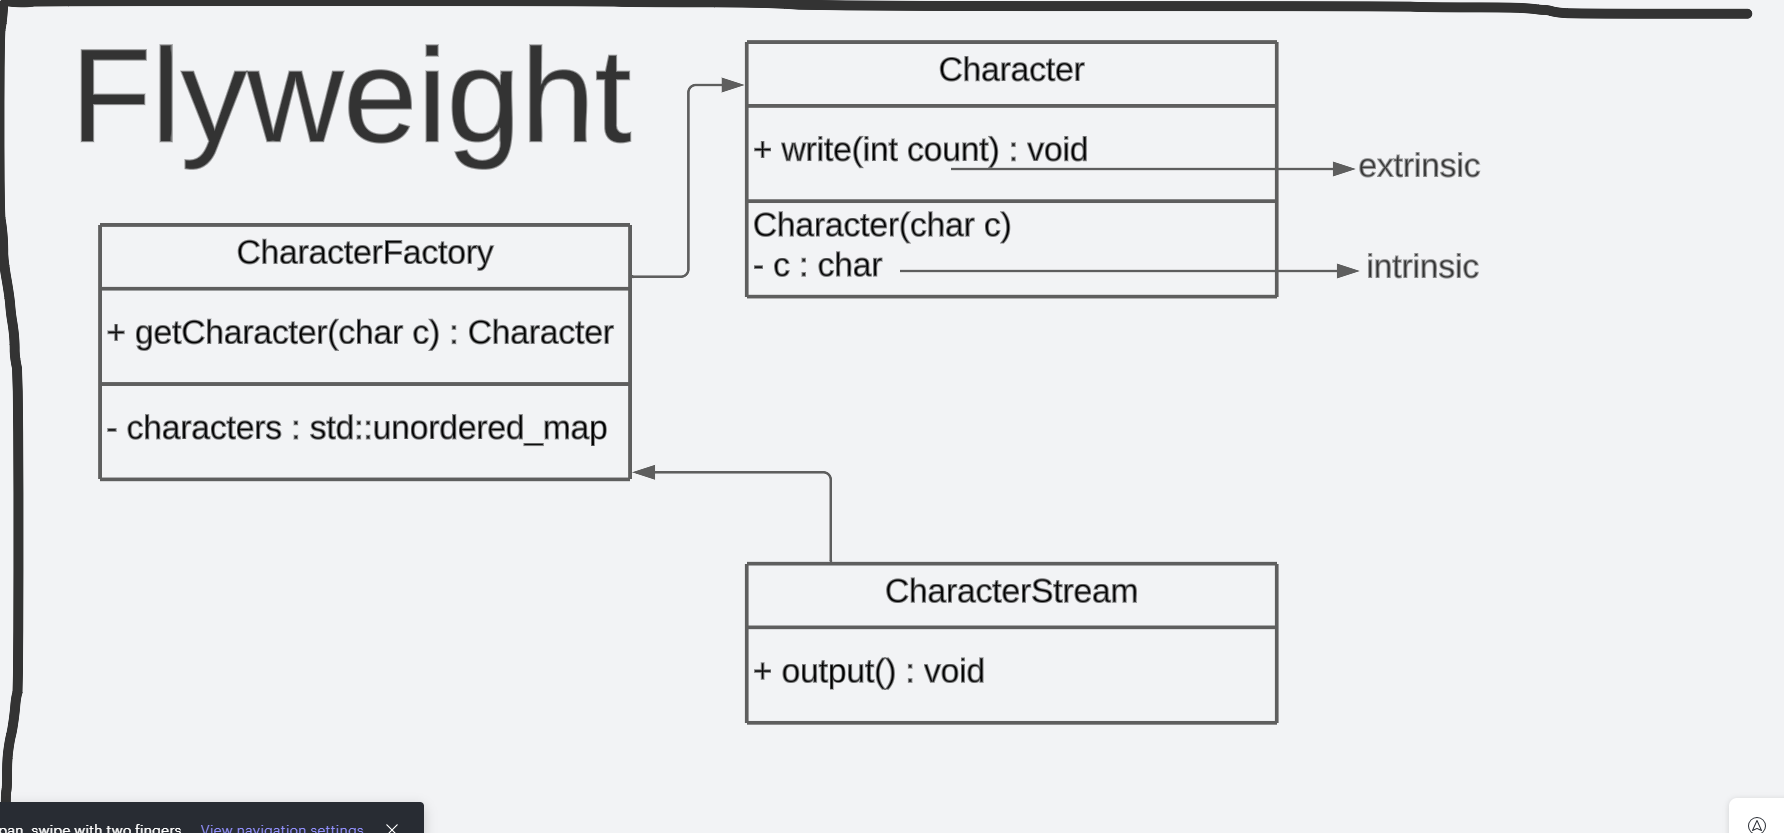 Flyweight
Character
+ write(int count) : void
extrinsic
Character(char c)
- c : char
intrinsic
CharacterFactory
+ getCharacter(char c) : Character
- characters : std::unordered_map
CharacterStream
+ output() : void
pan, swipe with two fingers. View navigation settings